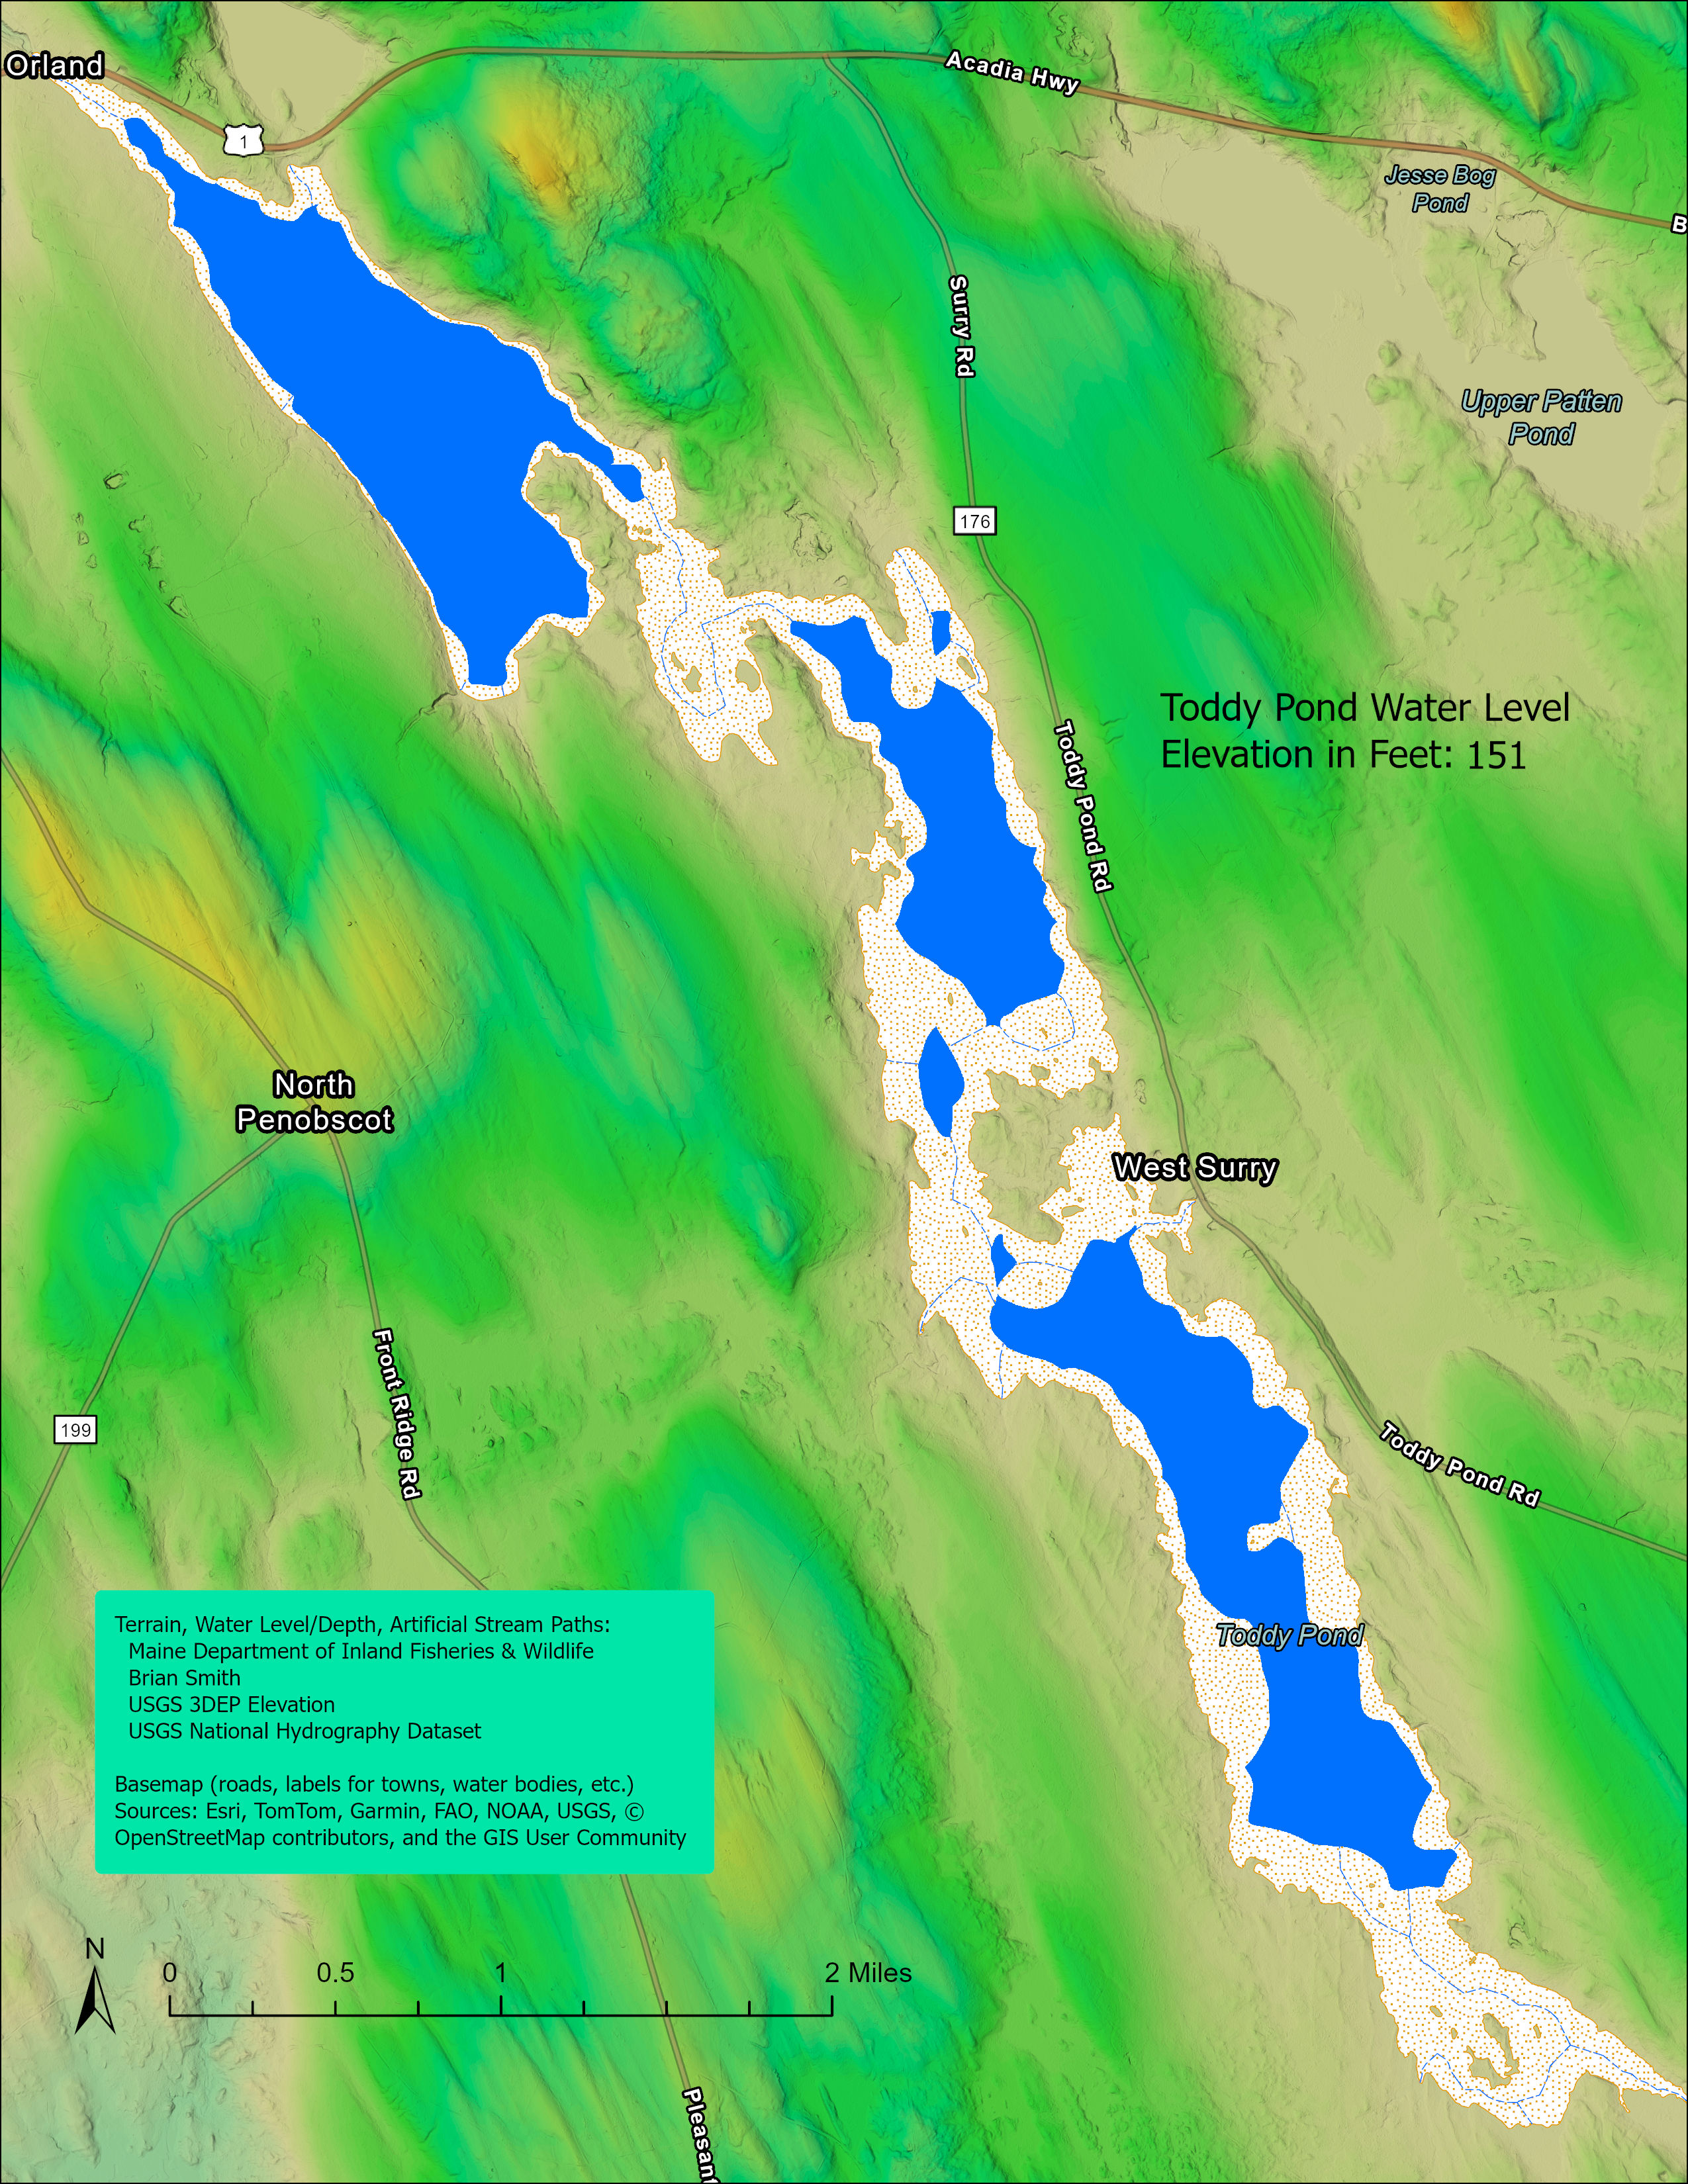 Orland
Acadia Hwy
1
Jesse Bog
Pond
B
Surry Rd
Upper Patten
Pond
176
Toddy Pond Water Level
Elevation in Feet: 151
Toddy Pond Rd
North
Penobscot
West Surry
Front Ridge Rd
199
Toddy Pond Rd
Toddy Pond
Terrain, Water Level/Depth, Artificial Stream Paths:
Maine Department of Inland Fisheries & Wildlife
Brian Smith
USGS 3DEP Elevation
USGS National Hydrography Dataset
Basemap (roads, labels for towns, water bodies, etc.)
Sources: Esri, TomTom, Garmin, FAO, NOAA, USGS, ©
OpenStreetMap contributors, and the GIS User Community
N
0 0.5 1 2 Miles
Pleasant